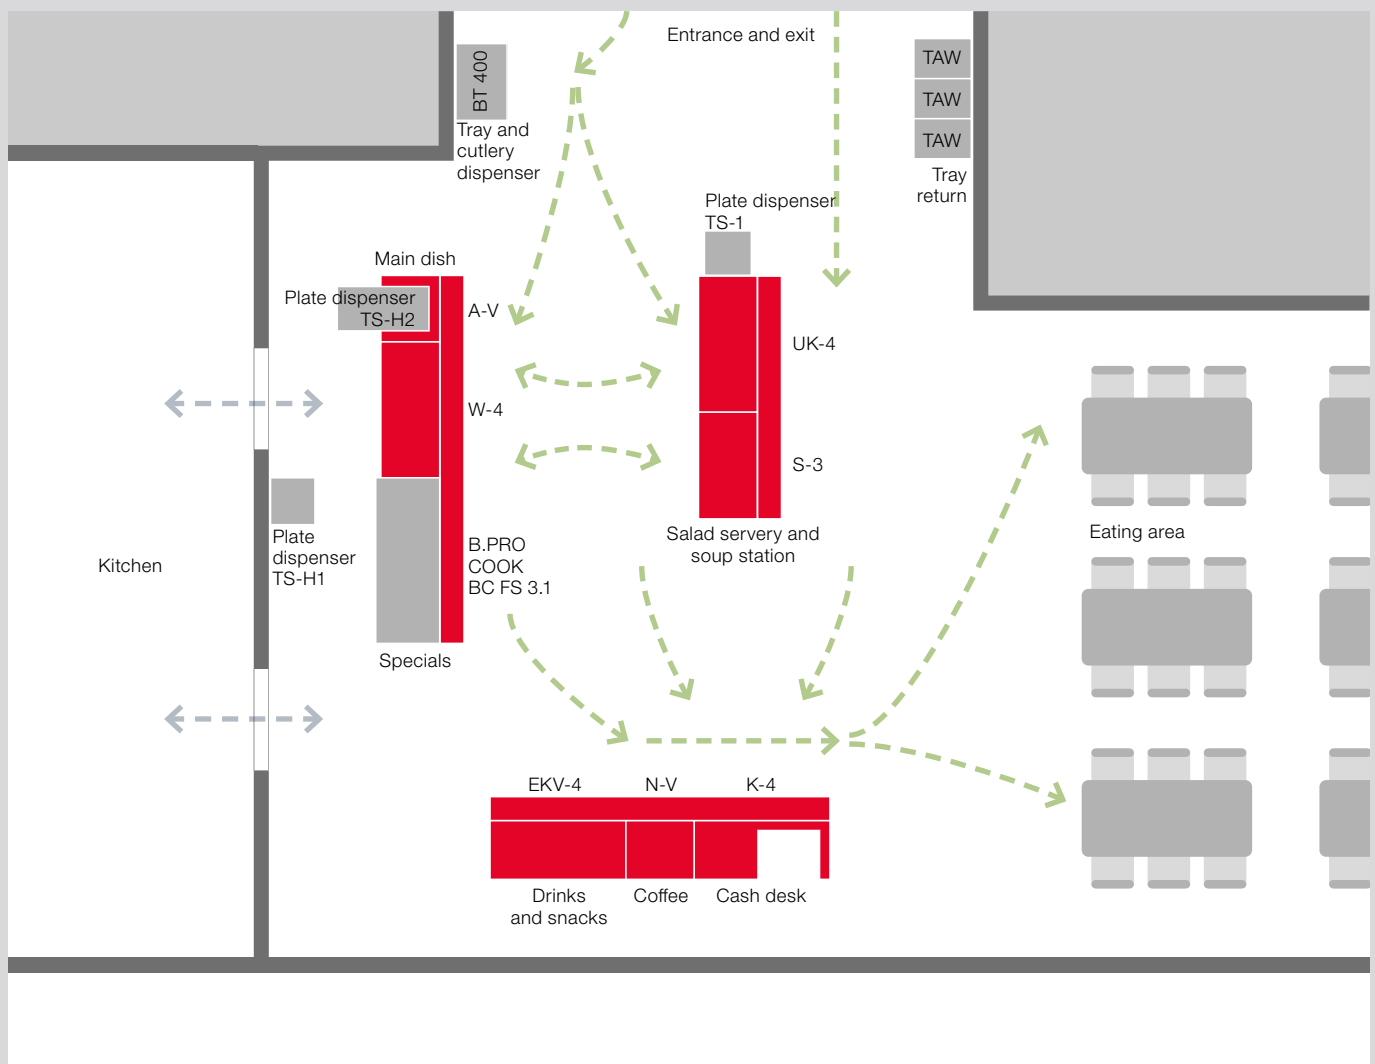 Entrance and exit
BT 400
Tray and
cutlery
dispenser
TAW
TAW
TAW
Tray
return
Plate dispenser
TS-1
Main dish
Plate dispenser
TS-H2
A-V
UK-4
W-4
S-3
Salad servery and
soup station
Plate
dispenser
TS-H1
Kitchen
B.PRO
COOK
BC FS 3.1
Specials
Eating area
EKV-4
N-V
K-4
Drinks
and snacks
Coffee
Cash desk